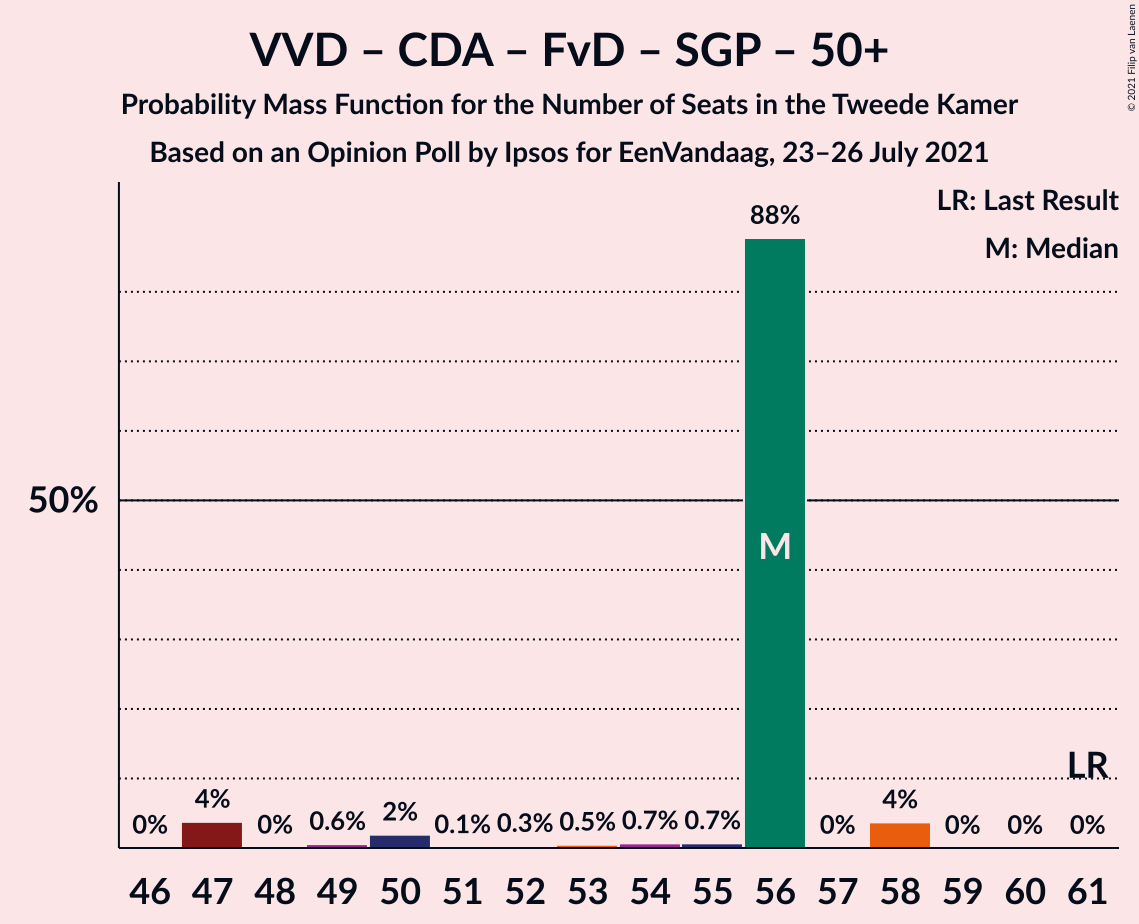 VVD – CDA – FvD – SGP – 50+
Probability Mass Function for the Number of Seats in the Tweede Kamer
Based on an Opinion Poll by Ipsos for EenVandaag, 23–26 July 2021
© 2021 Filip van Laenen
LR: Last Result
M: Median
88%
50%
M
LR
0% 4% 0% 0.6% 2% 0.1% 0.3% 0.5% 0.7% 0.7% 0% 4% 0% 0% 0%
46 47 48 49 50 51 52 53 54 55 56 57 58 59 60 61